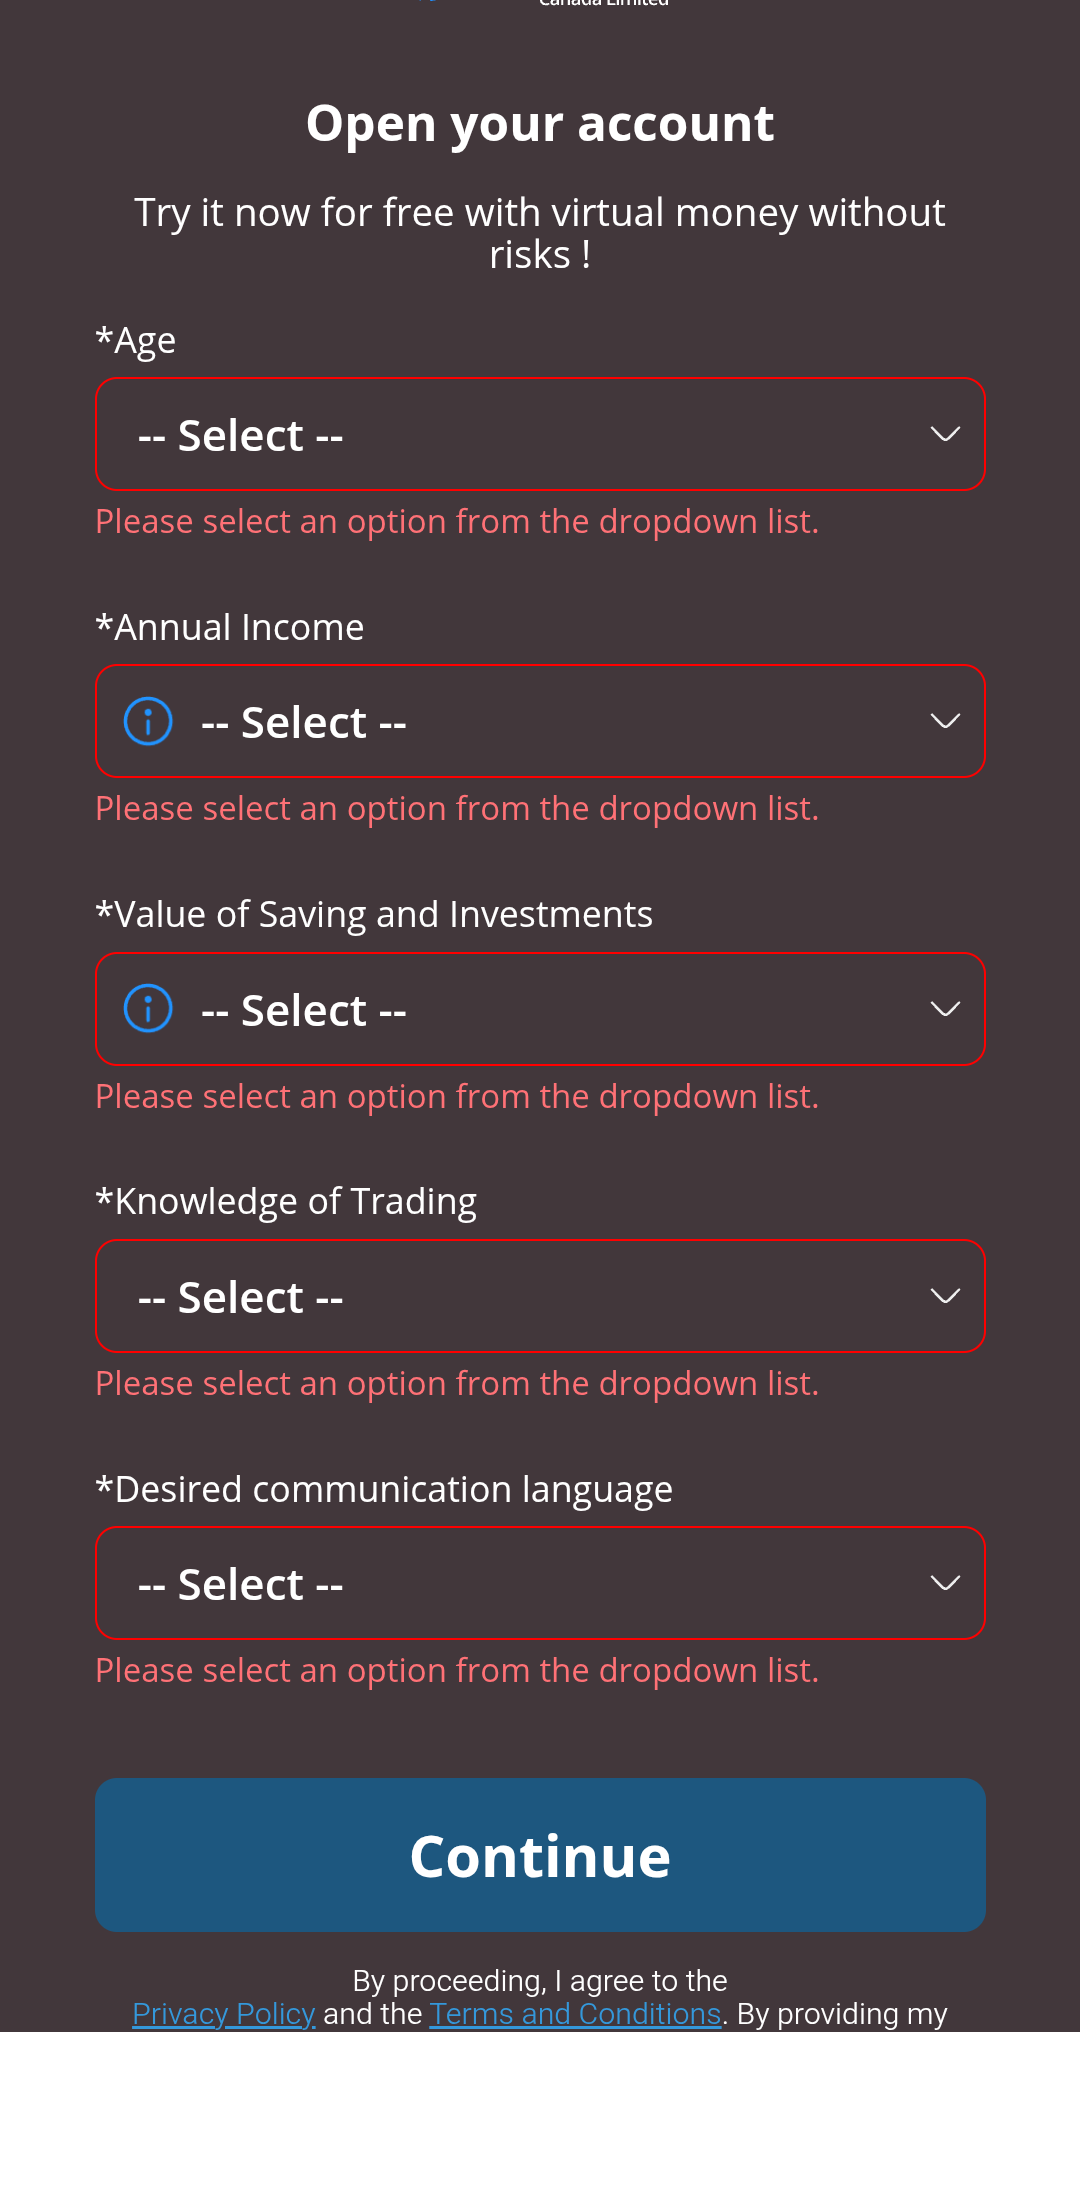 Canada Limited
Open your account
Try it now for free with virtual money without
risks !
*Age
-- Select --
Please select an option from the dropdown list.
*Annual Income
-- Select --
Please select an option from the dropdown list.
*Value of Saving and Investments
-- Select --
Please select an option from the dropdown list.
*Knowledge of Trading
-- Select --
Please select an option from the dropdown list.
*Desired communication language
-- Select --
Please select an option from the dropdown list.
Continue
By proceeding, I agree to the
Privacy Policy and the Terms and Conditions. By providing my